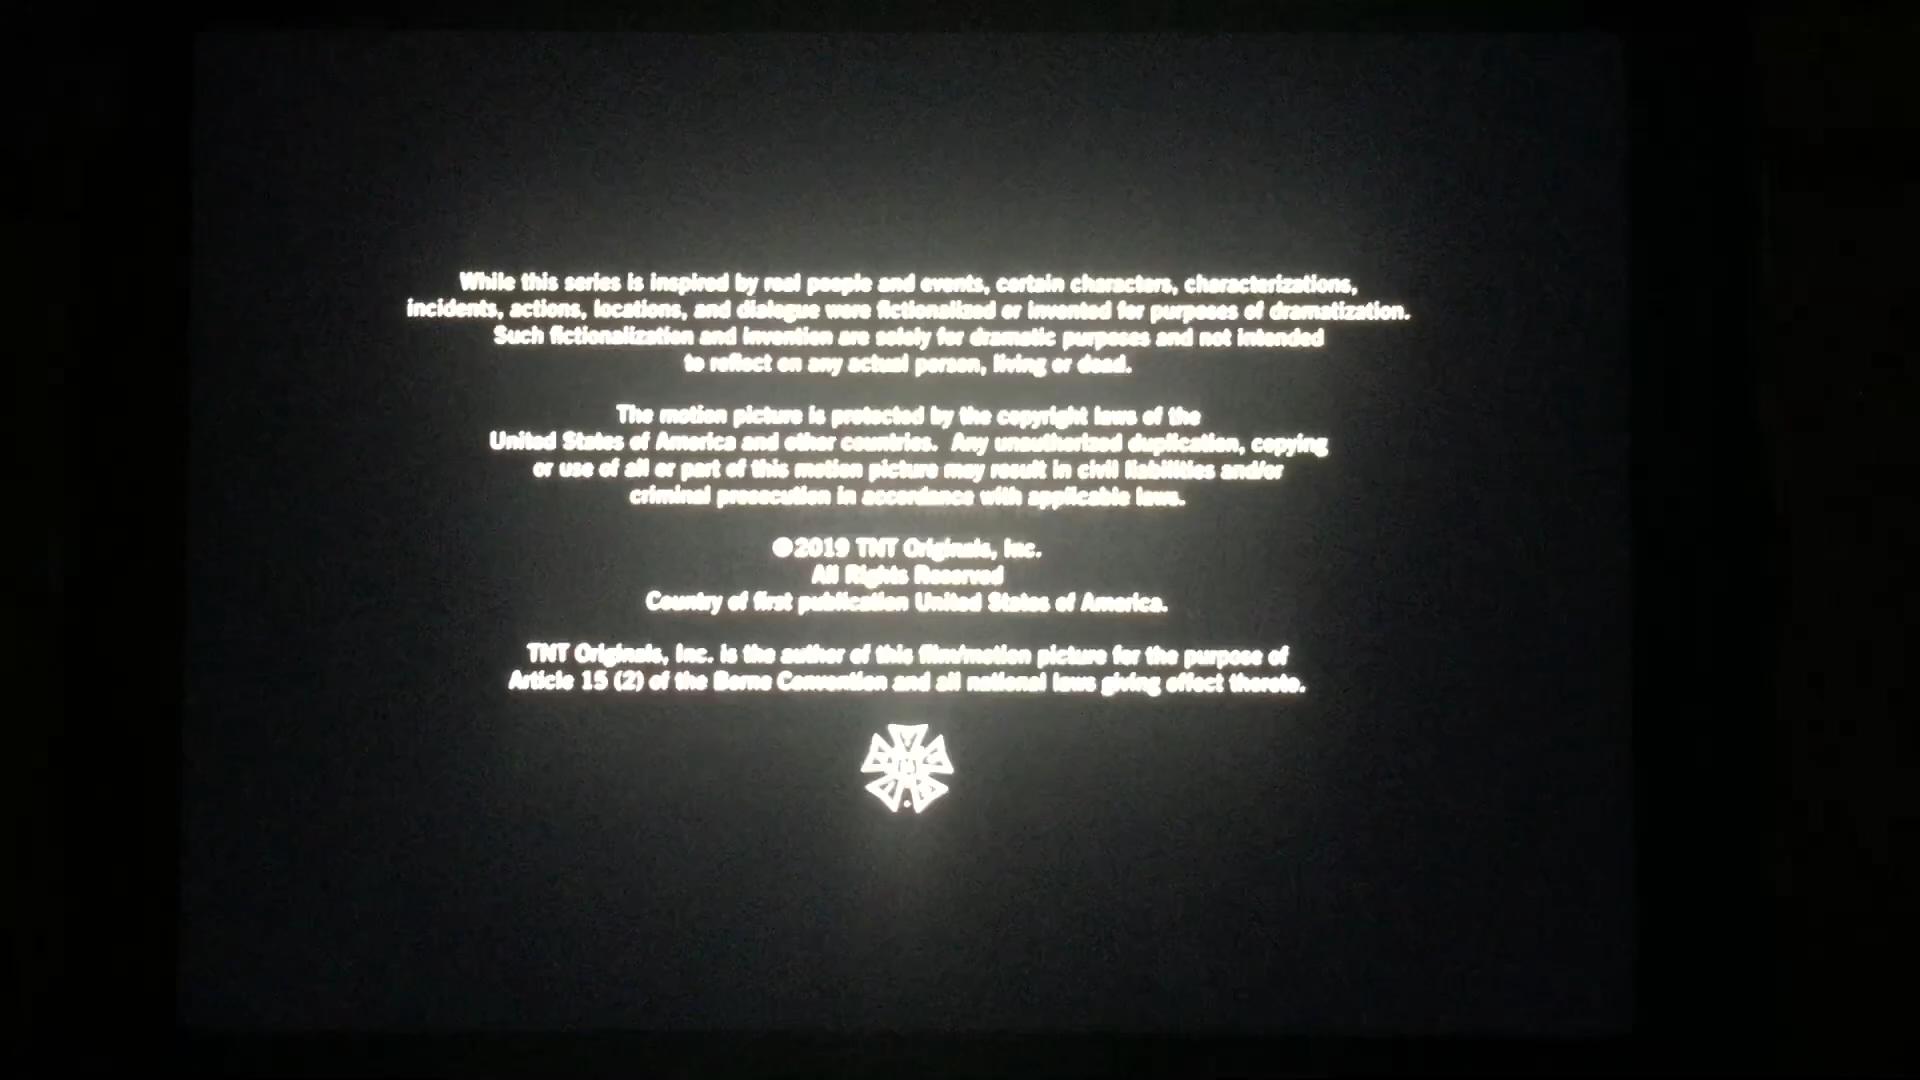 While this series is inspired by real people and events, certain characters, characterizations,
incidents, actions, locations, and dialogue were fictionalized or invented for purposes of dramatization.
Such fictionalization and invention are solely for dramatic purposes and not intended
to reflect on any actual person, living or dead.
The motion picture is protected by the copyright laws of the
United States of America and other countries. Any unauthorized duplication, copying
or use of all or part of this motion picture may result in civil liabilities and/or
criminal prosecution in accordance with applicable laws.
©2019 TNT Originals, Inc.
All Rights Reserved
Country of first publication United States of America.
TNT Originals, Inc. is the author of this film/motion picture for the purpose of
Article 15 (2) of the Berne Convention and all national laws giving effect thereto.